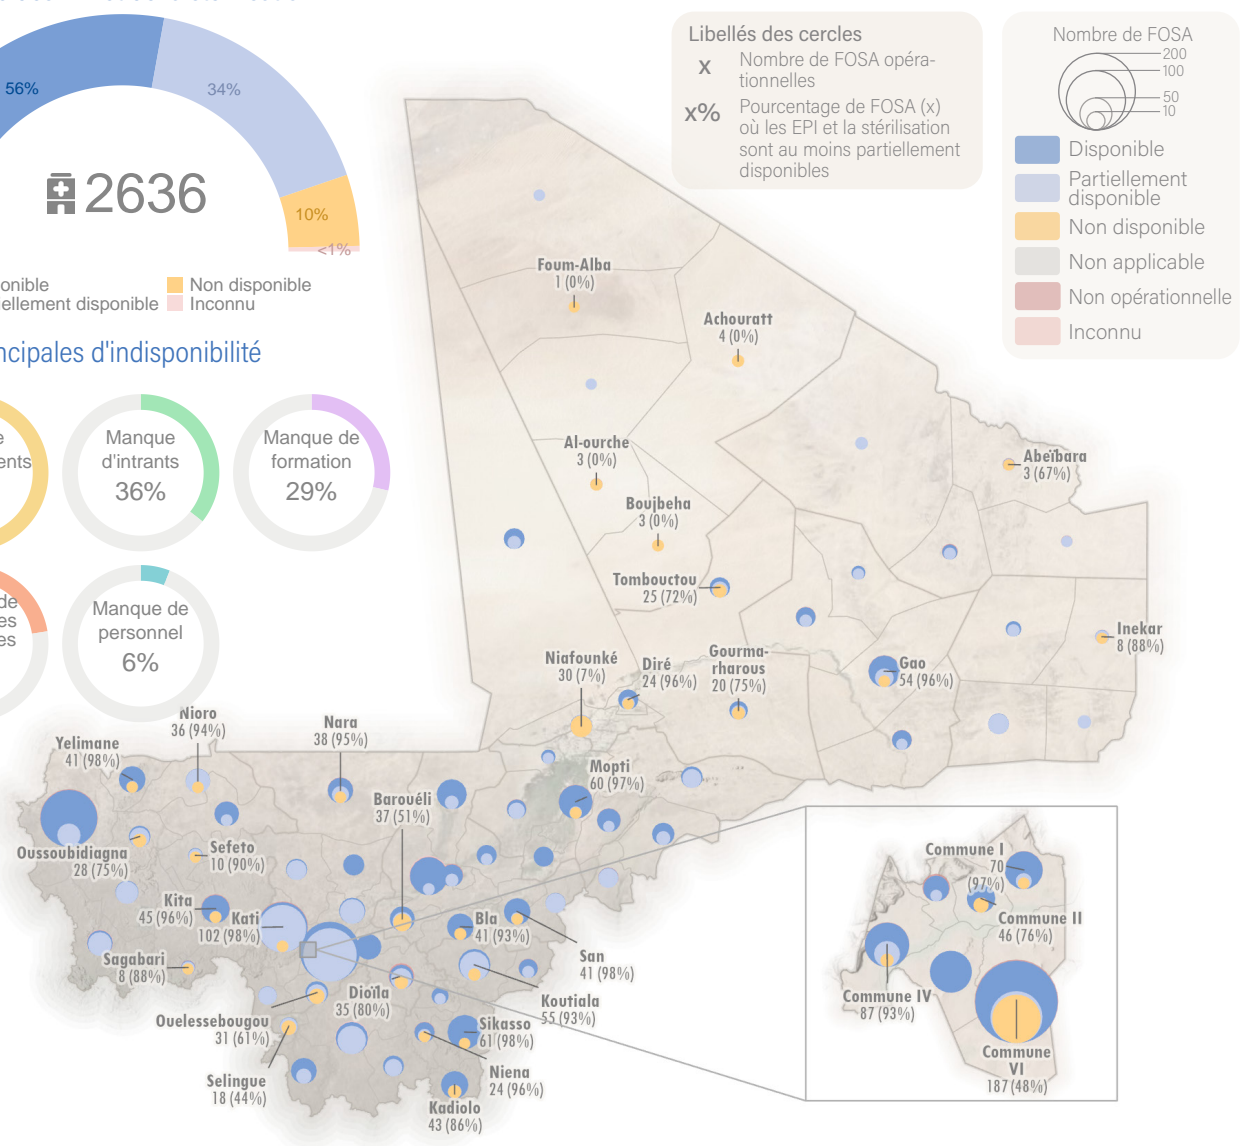 56%
34%
10%
<1%
2636
onible
ellement disponible
Non disponible
Inconnu
ncipales d'indisponibilité
Manque
d'intrants
36%
Manque de
formation
29%
Manque de
personnel
6%
Libellés des cercles
x
Nombre de FOSA opéra-
tionnelles
x%
Pourcentage de FOSA (x)
où les EPI et la stérilisation
sont au moins partiellement
disponibles
Nombre de FOSA
200
100
50
10
Disponible
Partiellement
disponible
Non disponible
Non applicable
Non opérationnelle
Inconnu
Foum-Alba
1 (0%)
Achouratt
4 (0%)
Al-ourche
3 (0%)
Abeïbara
3 (67%)
Boujbeha
3 (0%)
Tombouctou
25 (72%)
Inekar
8 (88%)
Niafounké
30 (7%)
Diré
24 (96%)
Gourma-
rharous
20 (75%)
Gao
54 (96%)
Nioro
36 (94%)
Nara
38 (95%)
Yelimane
41 (98%)
Mopti
60 (97%)
Barouéli
37 (51%)
Oussoubidiagna
28 (75%)
Sefeto
10 (90%)
Kita
45 (96%)
Kati
102 (98%)
Bla
41 (93%)
San
41 (98%)
Sagabari
8 (88%)
Dioïla
35 (80%)
Koutiala
55 (93%)
Ouelessebougou
31 (61%)
Sikasso
61 (98%)
Selingue
18 (44%)
Niena
24 (96%)
Kadiolo
43 (86%)
Commune I
70
(97%)
Commune II
46 (76%)
Commune IV
87 (93%)
Commune
VI
187 (48%)